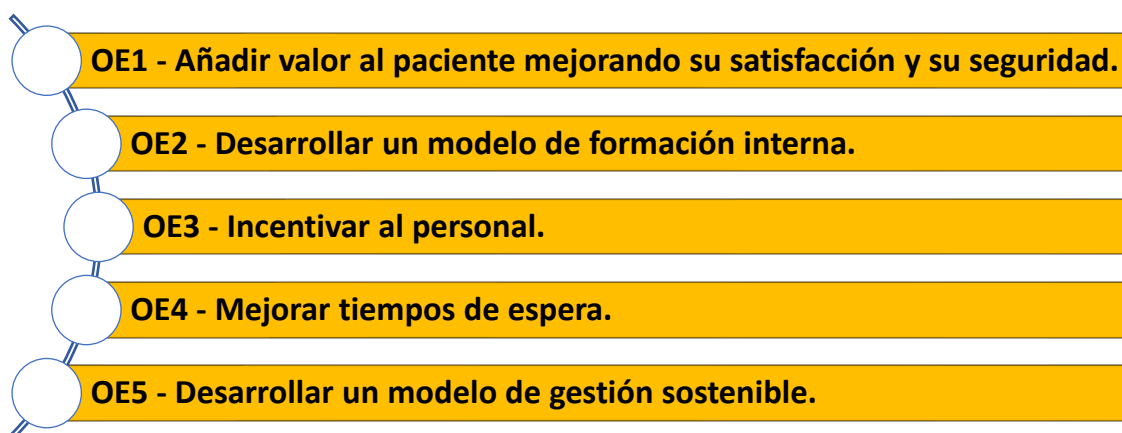 OE1 - Añadir valor al paciente mejorando su satisfacción y su seguridad.
OE2 - Desarrollar un modelo de formación interna.
OE3 - Incentivar al personal.
OE4 - Mejorar tiempos de espera.
OE5 - Desarrollar un modelo de gestión sostenible.